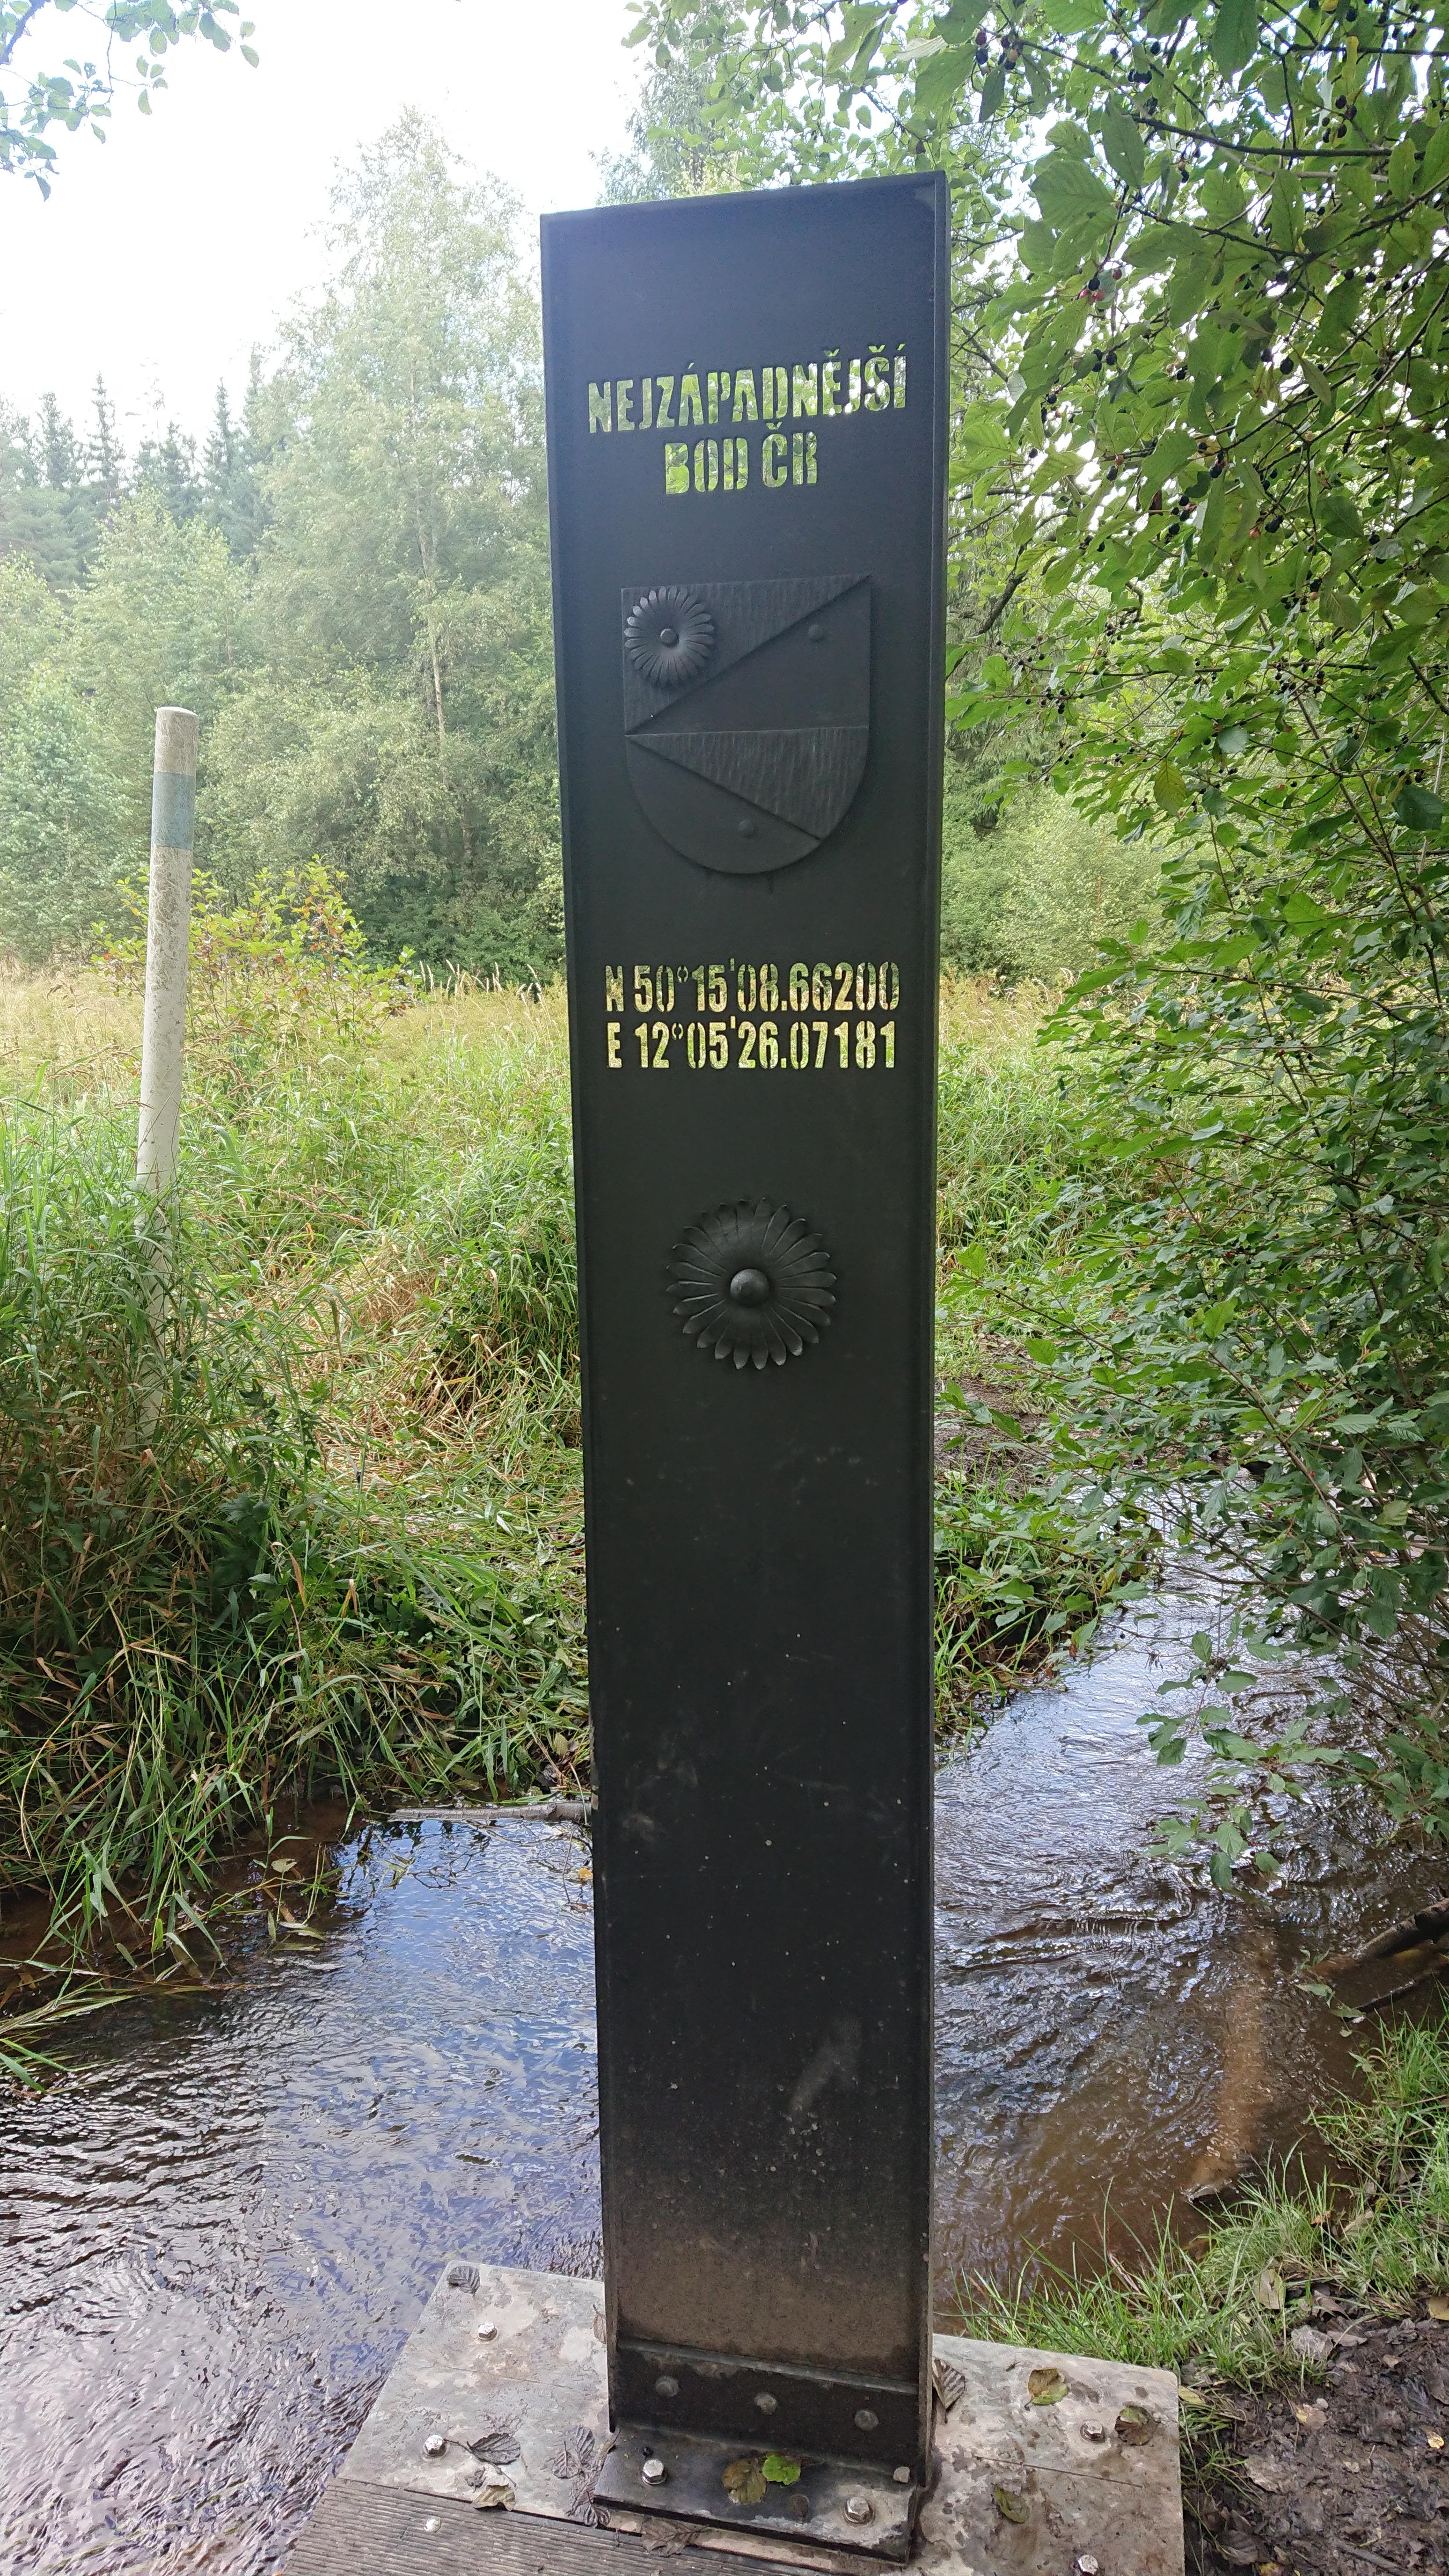 NEJZÁPADNĚJŠÍ
BOD ČR
N 50°15'08.66200
E 12°05'26.07181